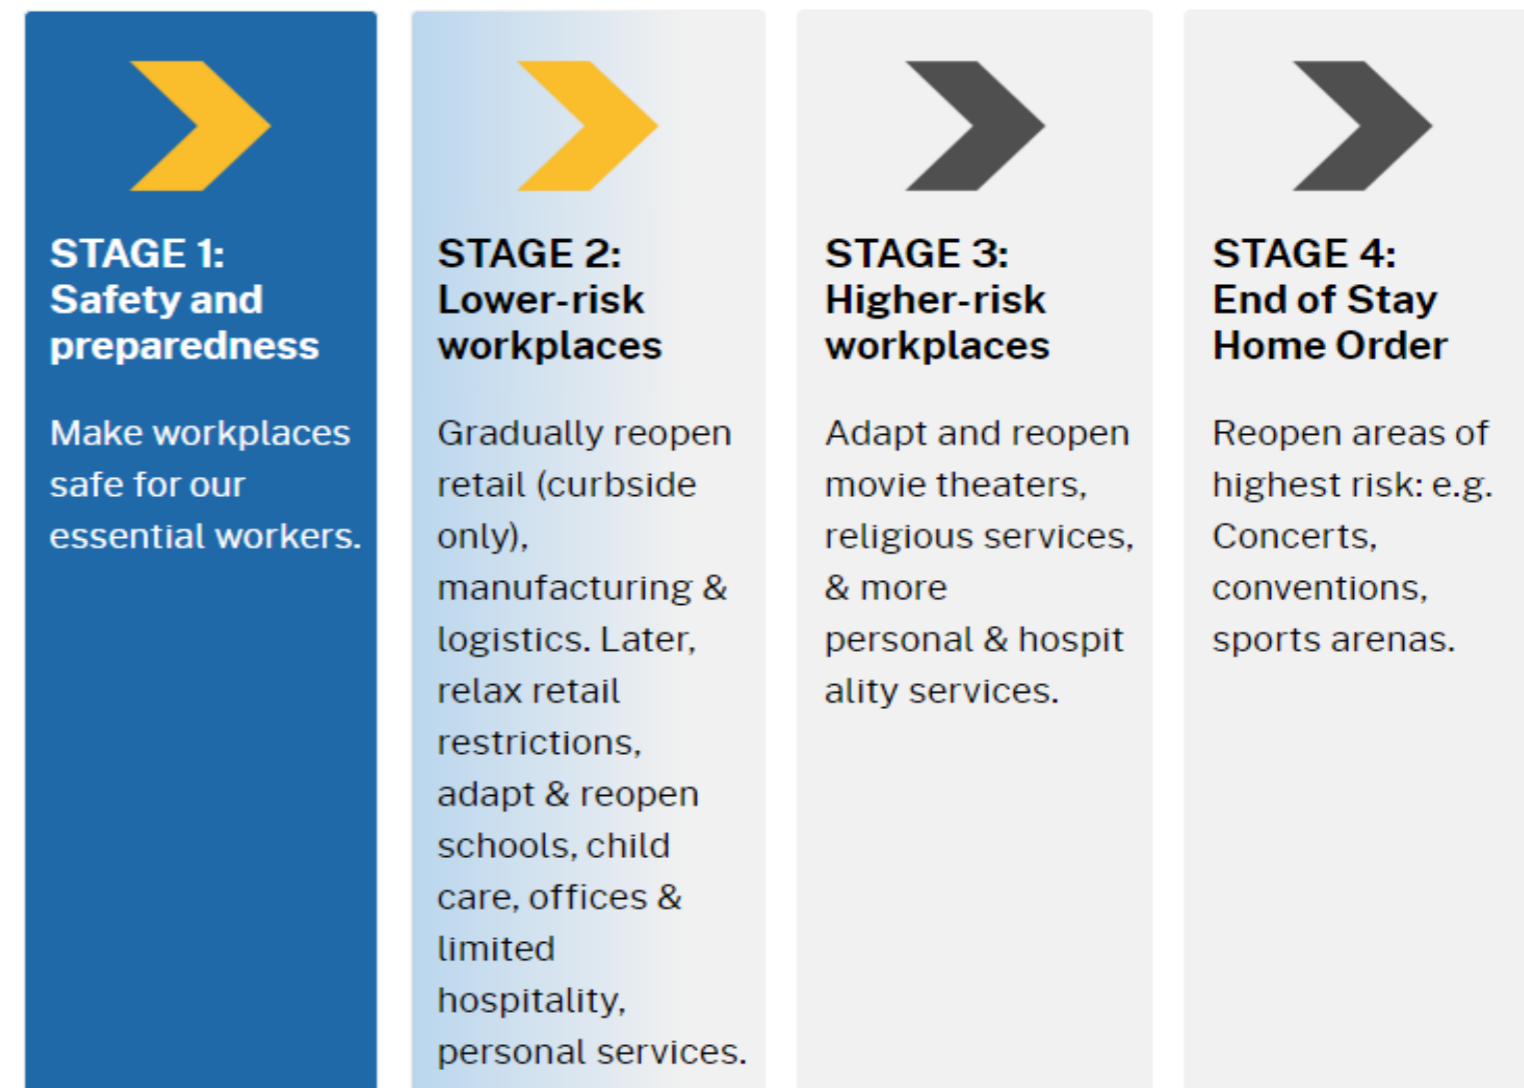 STAGE 1:
Safety and
preparedness
Make workplaces
safe for our
essential workers.
STAGE 2:
Lower-risk
workplaces
Gradually reopen
retail (curbside
only),
manufacturing &
logistics. Later,
relax retail
restrictions,
adapt & reopen
schools, child
care, offices &
limited
hospitality,
personal services.
STAGE 3:
Higher-risk
workplaces
Adapt and reopen
movie theaters,
religious services,
& more
personal & hospit
ality services.
STAGE 4:
End of Stay
Home Order
Reopen areas of
highest risk: e.g.
Concerts,
conventions,
sports arenas.